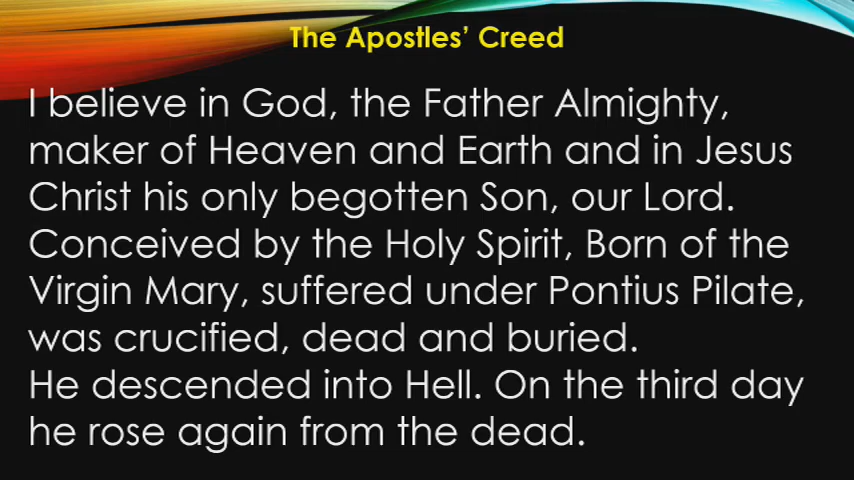 The Apostles’ Creed
I believe in God, the Father Almighty,
maker of Heaven and Earth and in Jesus
Christ his only begotten Son, our Lord.
Conceived by the Holy Spirit, Born of the
Virgin Mary, suffered under Pontius Pilate,
was crucified, dead and buried.
He descended into Hell. On the third day
he rose again from the dead.